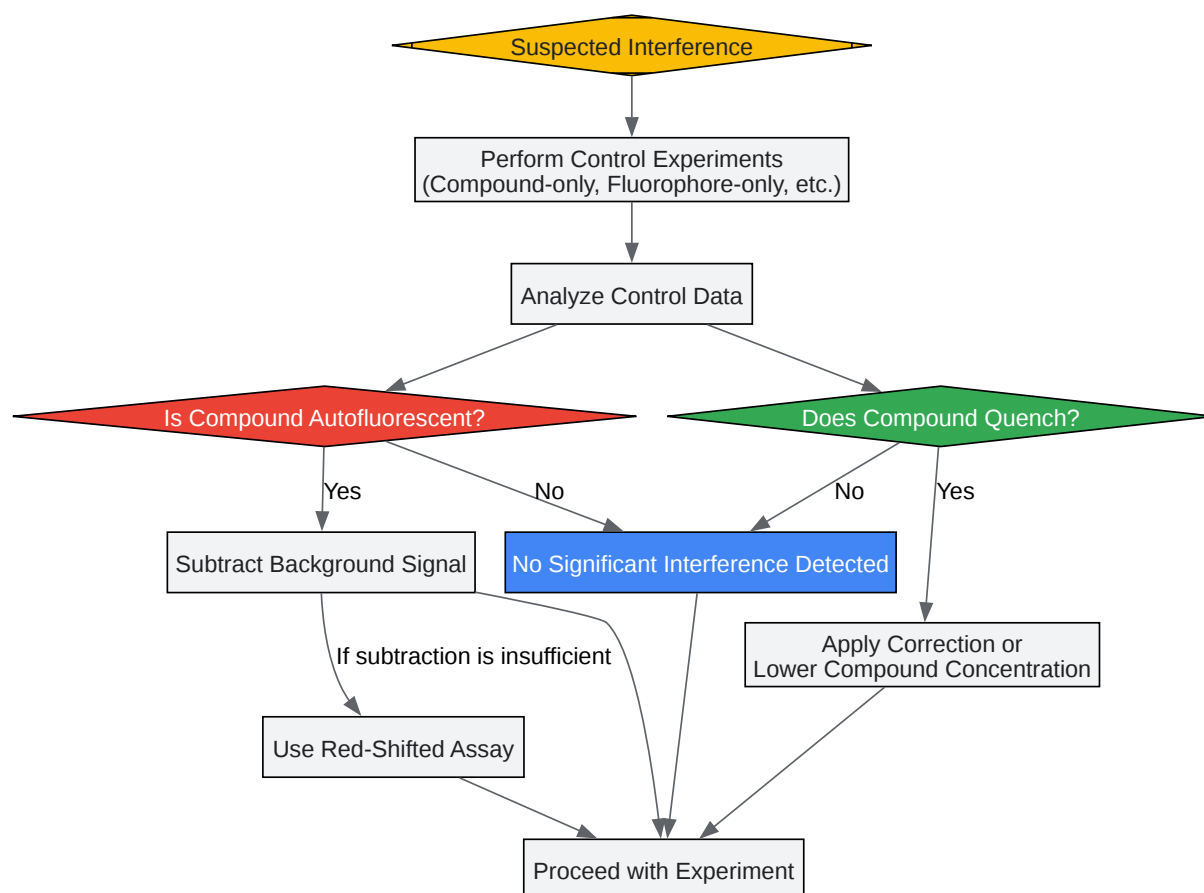 Suspected Interference
Perform Control Experiments
(Compound-only, Fluorophore-only, etc.)
Analyze Control Data
Is Compound Autofluorescent?
Does Compound Quench?
Yes
No
No
Yes
Subtract Background Signal
No Significant Interference Detected
If subtraction is insufficient
Apply Correction or
Lower Compound Concentration
Use Red-Shifted Assay
Proceed with Experiment